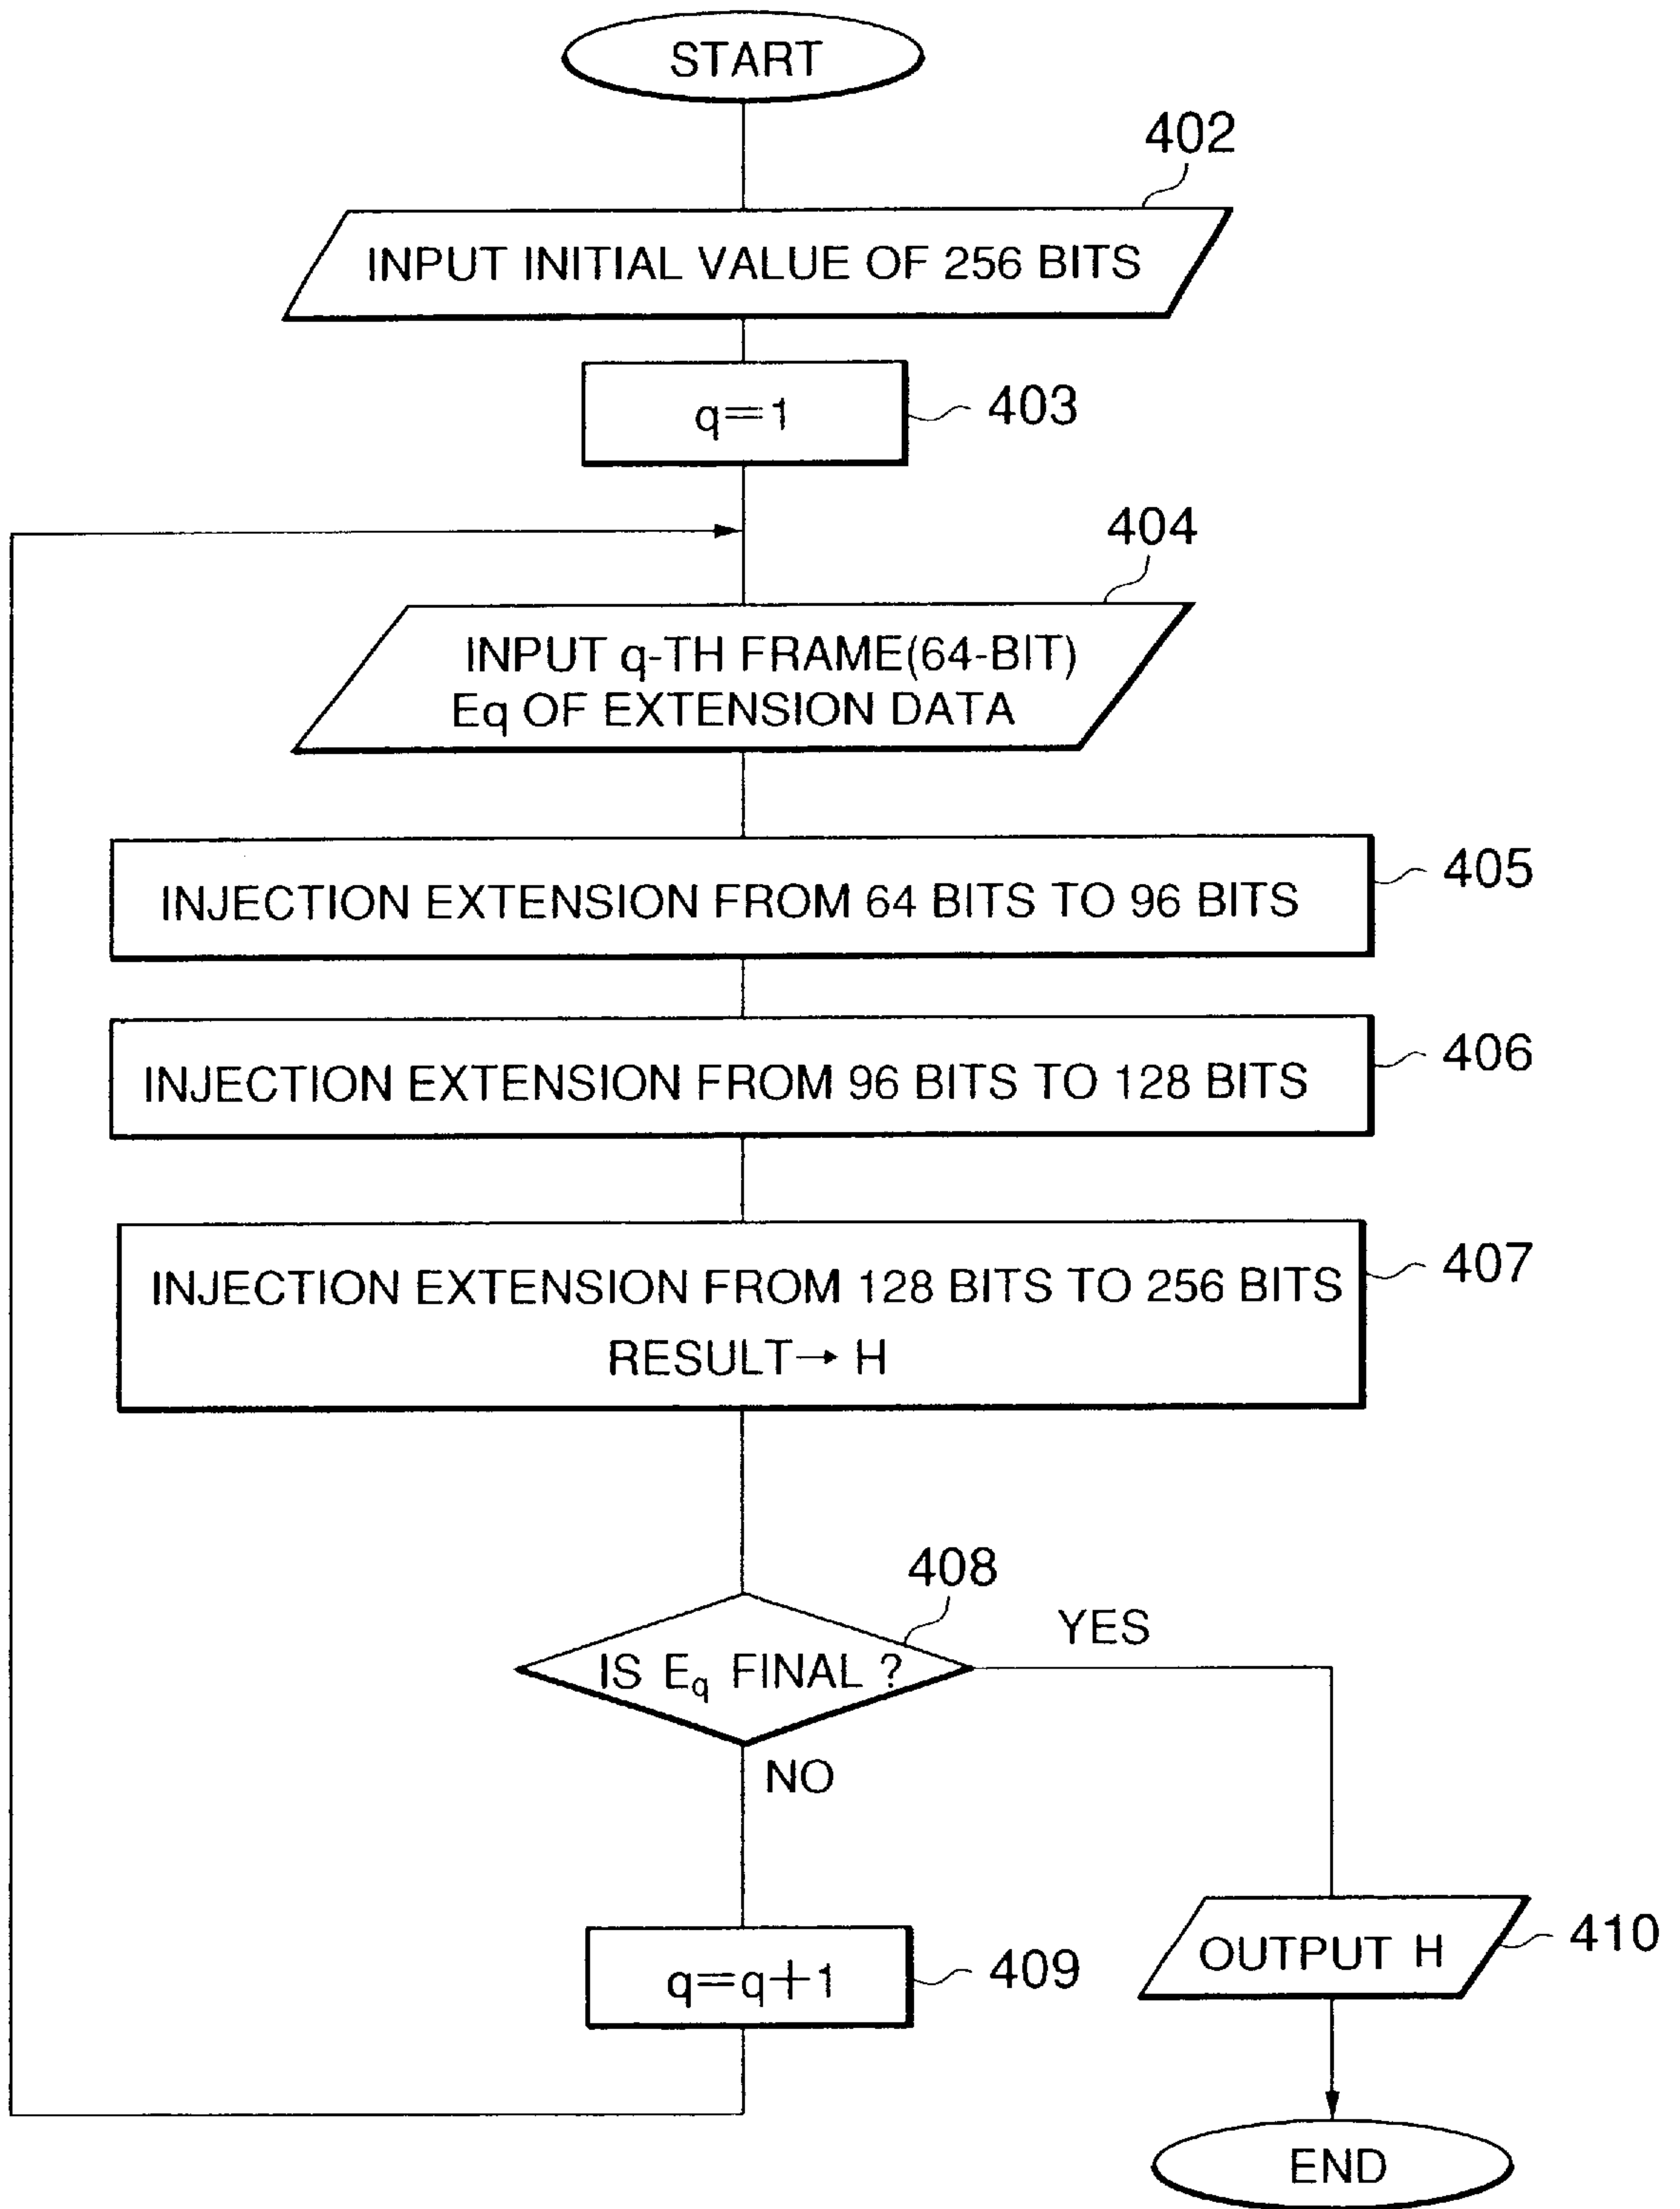 START
402
INPUT INITIAL VALUE OF 256 BITS
q=1
403
404
INPUT q-TH FRAME(64-BIT)
Eq OF EXTENSION DATA
405
INJECTION EXTENSION FROM 64 BITS TO 96 BITS
406
INJECTION EXTENSION FROM 96 BITS TO 128 BITS
407
INJECTION EXTENSION FROM 128 BITS TO 256 BITS
RESULT→ H
408
IS Eq FINAL ?
YES
NO
q=q+1
409
OUTPUT H
410
END